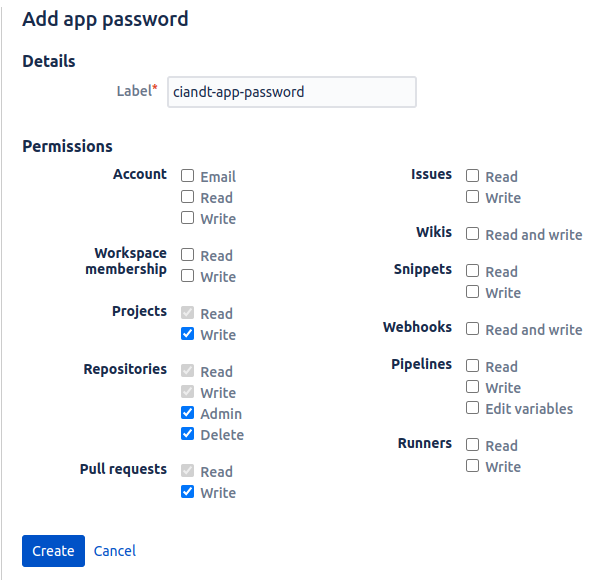 Add app password
Details
Label*
ciandt-app-password
Permissions
Account
Email
Read
Write
Workspace
membership
Read
Write
Projects
Read
Write
Repositories
Read
Write
Admin
Delete
Pull requests
Read
Write
Issues
Read
Write
Wikis
Read and write
Snippets
Read
Write
Webhooks
Read and write
Pipelines
Read
Write
Edit variables
Runners
Read
Write
Create
Cancel